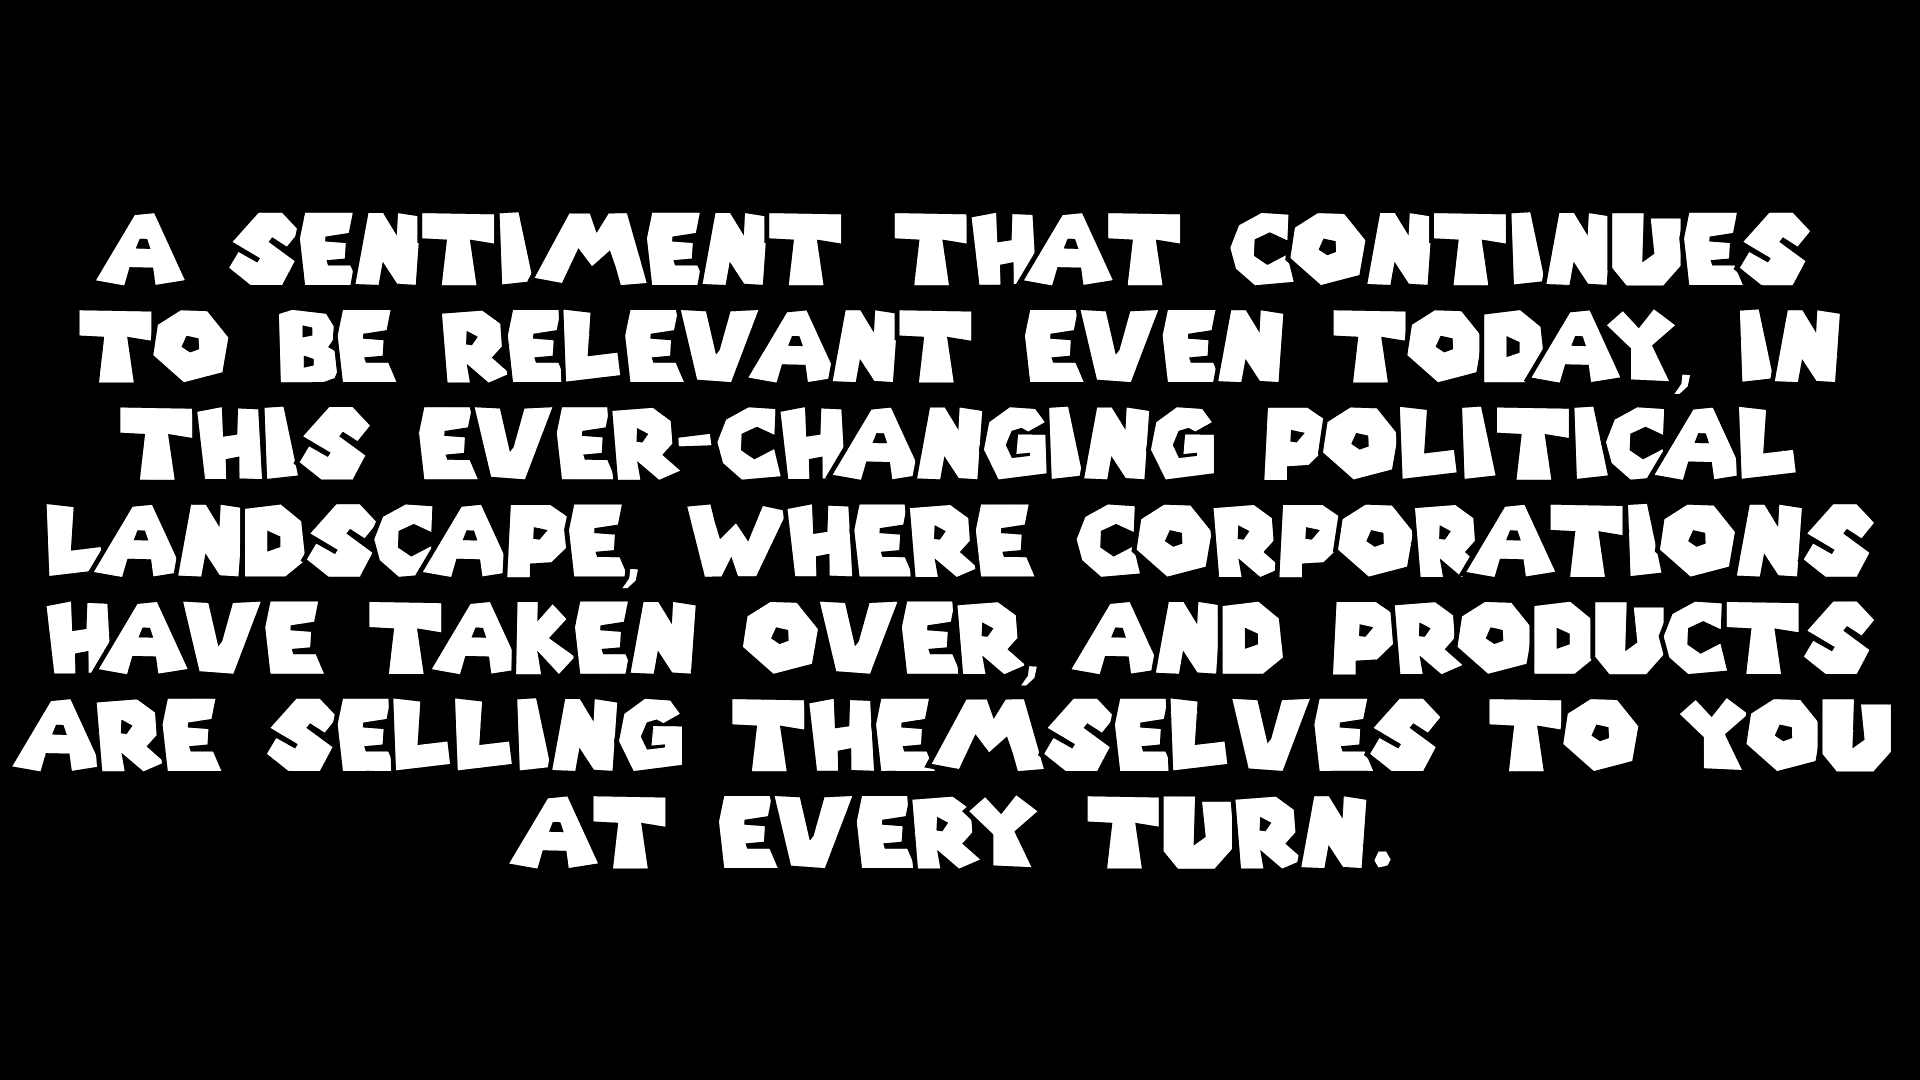 A SENTIMENT THAT CONTINUES
TO BE RELEVANT EVEN TODAY, IN
THIS EVER-CHANGING POLITICAL
LANDSCAPE, WHERE CORPORATIONS
HAVE TAKEN OVER, AND PRODUCTS
ARE SELLING THEMSELVES TO YOU
AT EVERY TURN.